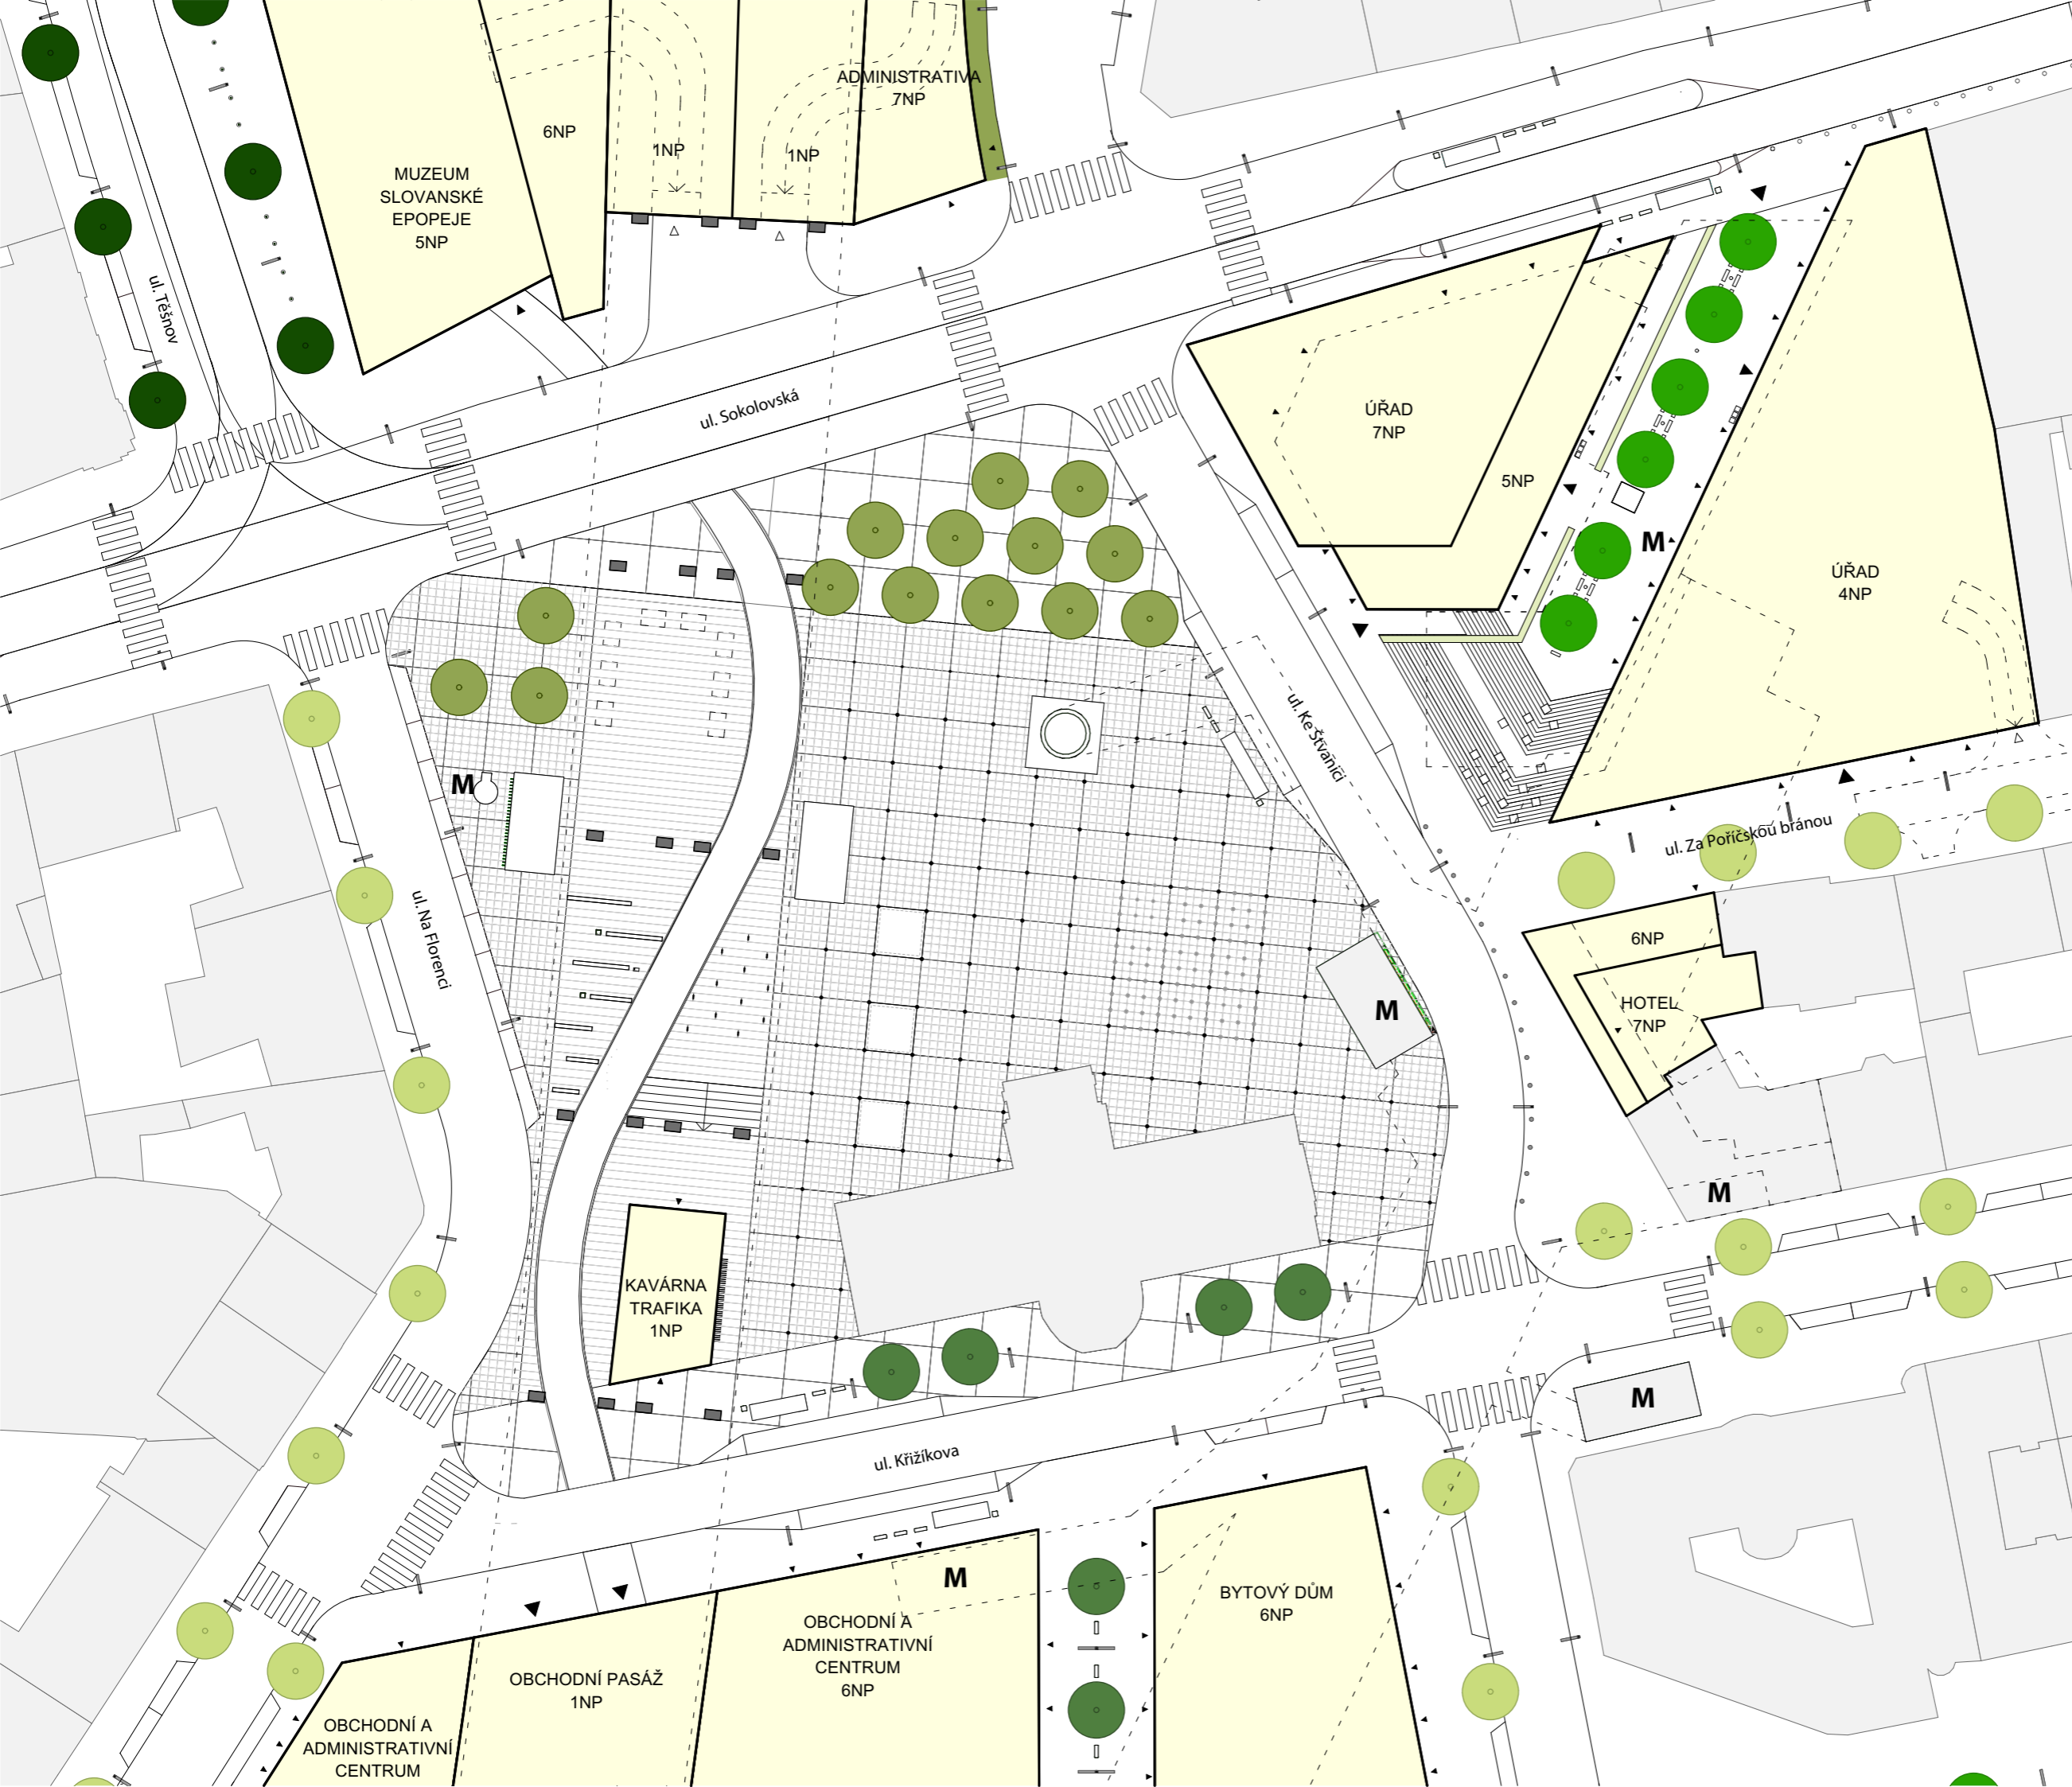 ADMINISTRATIVA
7NP
6NP
1NP
1NP
MUZEUM
SLOVANSKÉ
EPOPEJE
5NP
ul. Těšnov
ul. Sokolovská
ÚŘAD
7NP
5NP
M
ÚŘAD
4NP
ul. Ke Štvanici
M
ul. Na Florenci
ul. Za Poříčskou bránou
6NP
HOTEL
7NP
M
M
KAVÁRNA
TRAFIKA
1NP
M
ul. Křižíkova
M
BYTOVÝ DŮM
6NP
OBCHODNÍ A
ADMINISTRATIVNÍ
CENTRUM
6NP
OBCHODNÍ PASÁŽ
1NP
OBCHODNÍ A
ADMINISTRATIVNÍ
CENTRUM